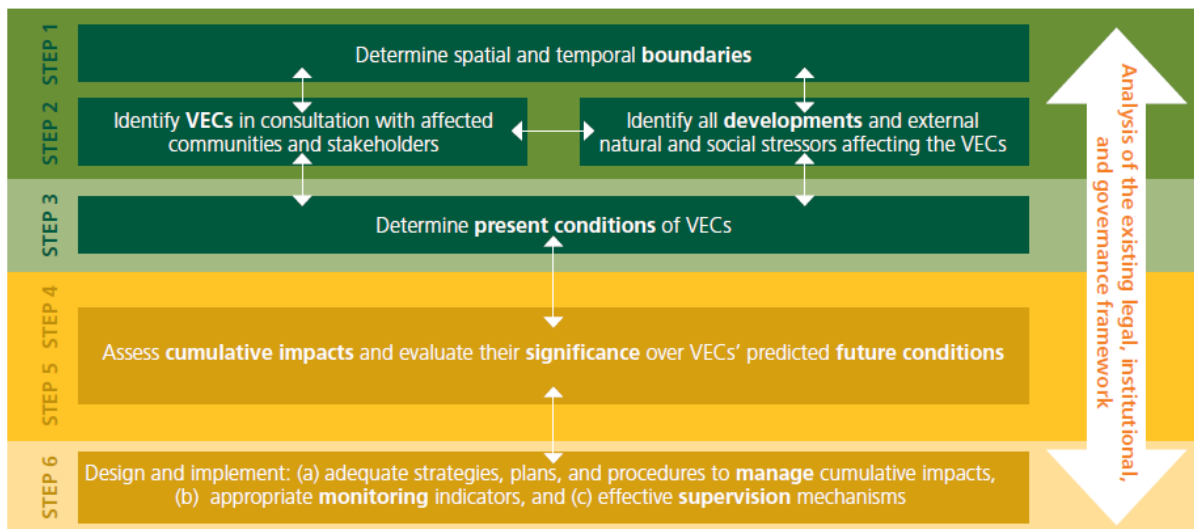 STEP 1
Determine spatial and temporal boundaries
STEP 2
Identify VECs in consultation with affected
communities and stakeholders
Identify all developments and external
natural and social stressors affecting the VECs
STEP 3
Determine present conditions of VECs
STEP 4
STEP 5
Assess cumulative impacts and evaluate their significance over VECs’ predicted future conditions
STEP 6
Design and implement: (a) adequate strategies, plans, and procedures to manage cumulative impacts,
(b) appropriate monitoring indicators, and (c) effective supervision mechanisms
Analysis of the existing legal, institutional,
and governance framework